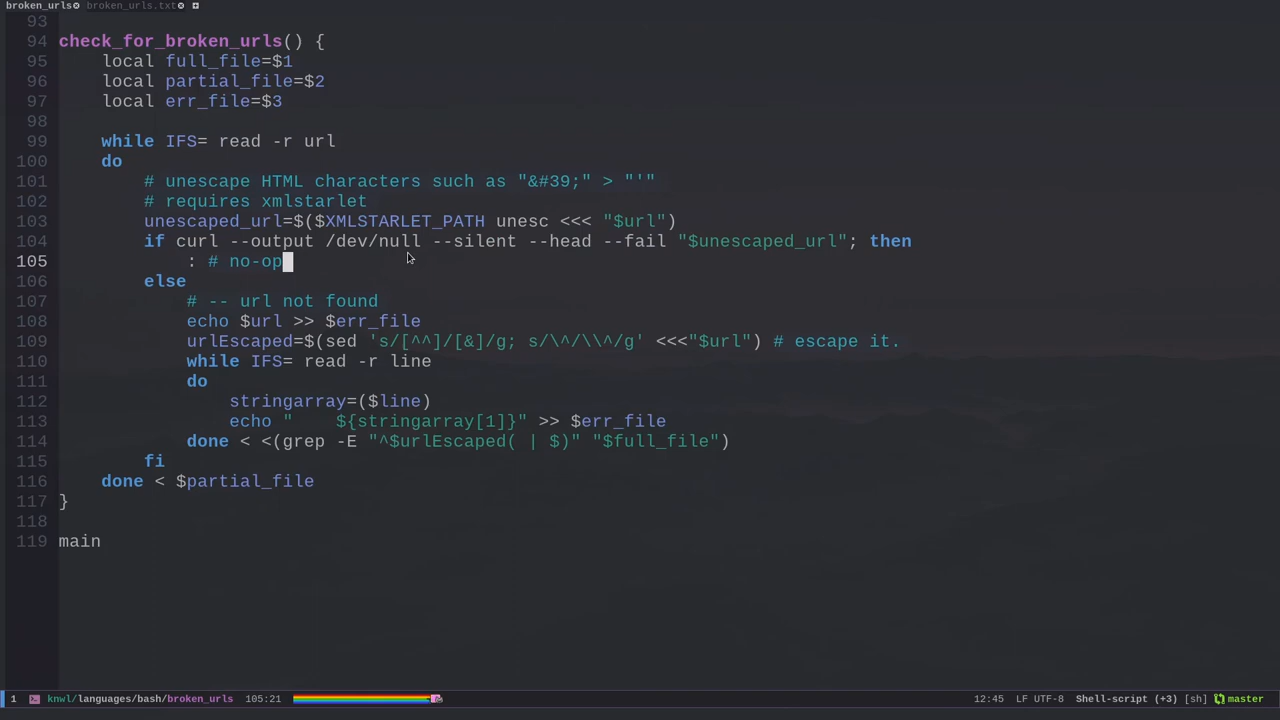 broken_urls broken_urls.txt
93
94 check_for_broken_urls() {
95     local full_file=$1
96     local partial_file=$2
97     local err_file=$3
98
99     while IFS= read -r url
100     do
101         # unescape HTML characters such as "&#39;" > "'"
102         # requires xmlstarlet
103         unescaped_url=$($XMLSTARLET_PATH unesc <<< "$url")
104         if curl --output /dev/null --silent --head --fail "$unescaped_url"; then
105             : # no-op
106         else
107             # -- url not found
108             echo $url >> $err_file
109             urlEscaped=$(sed 's/[^^]/[&]/g; s/\^/\\^/g' <<<"$url") # escape it.
110             while IFS= read -r line
111             do
112                 stringarray=($line)
113                 echo "    ${stringarray[1]}" >> $err_file
114             done < <(grep -E "^$urlEscaped( | $)" "$full_file")
115         fi
116     done < $partial_file
117 }
118
119 main
1 knwl/languages/bash/broken_urls 105:21 12:45 LF UTF-8 Shell-script (+3) [sh] master